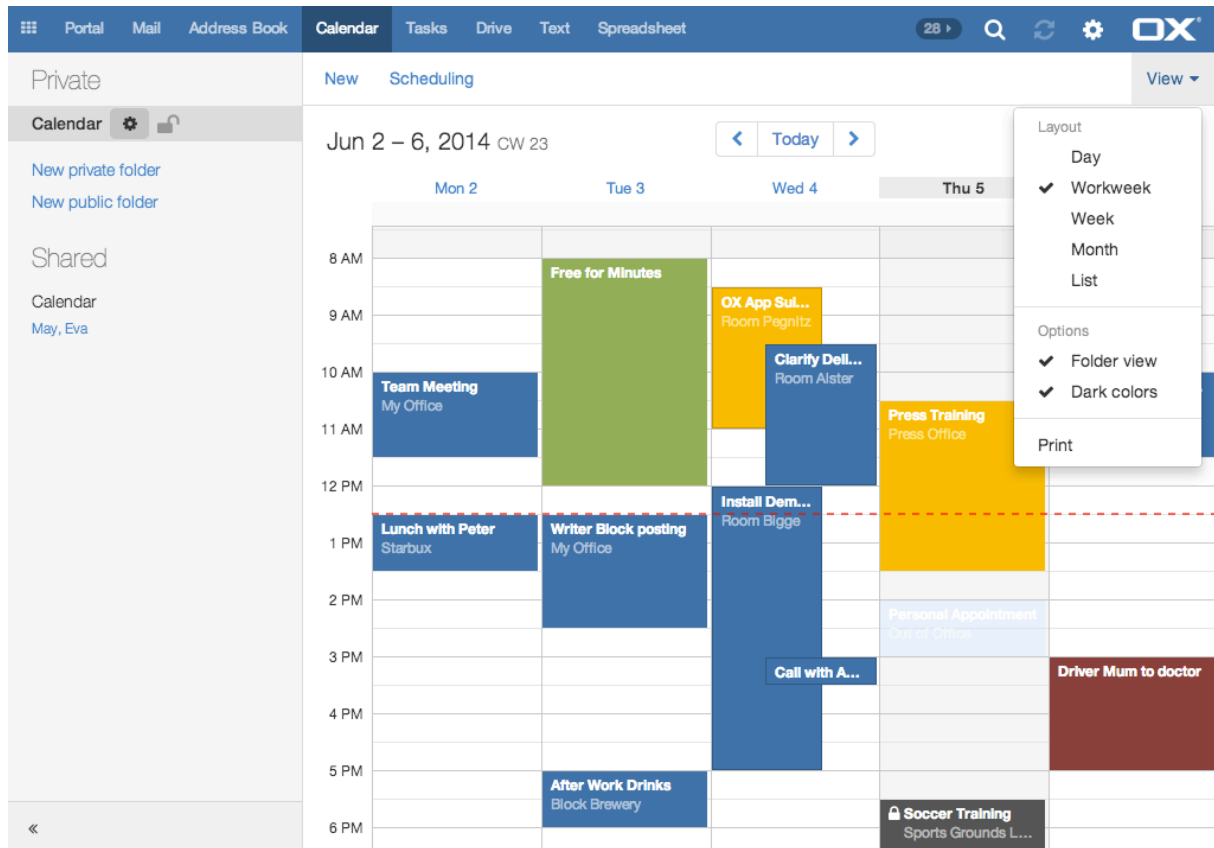 Portal Mail Address Book Calendar Tasks Drive Text Spreadsheet 28 OX
Private
Calendar
New private folder
New public folder
Shared
Calendar
May, Eva
«
New Scheduling View
Jun 2 – 6, 2014 CW 23
Today
Mon 2 Tue 3 Wed 4 Thu 5
8 AM
9 AM
10 AM
11 AM
12 PM
1 PM
2 PM
3 PM
4 PM
5 PM
6 PM
Team Meeting
My Office
Lunch with Peter
Starbux
Free for Minutes
Writer Block posting
My Office
After Work Drinks
Block Brewery
OX App Sui...
Room Pegnitz
Clarify Deli...
Room Alster
Install Dem...
Room Bigge
Call with A...
Press Training
Press Office
Personal Appointment
Out of Office
Soccer Training
Sports Grounds L...
Driver Mum to doctor
Layout
Day
Workweek
Week
Month
List
Options
Folder view
Dark colors
Print